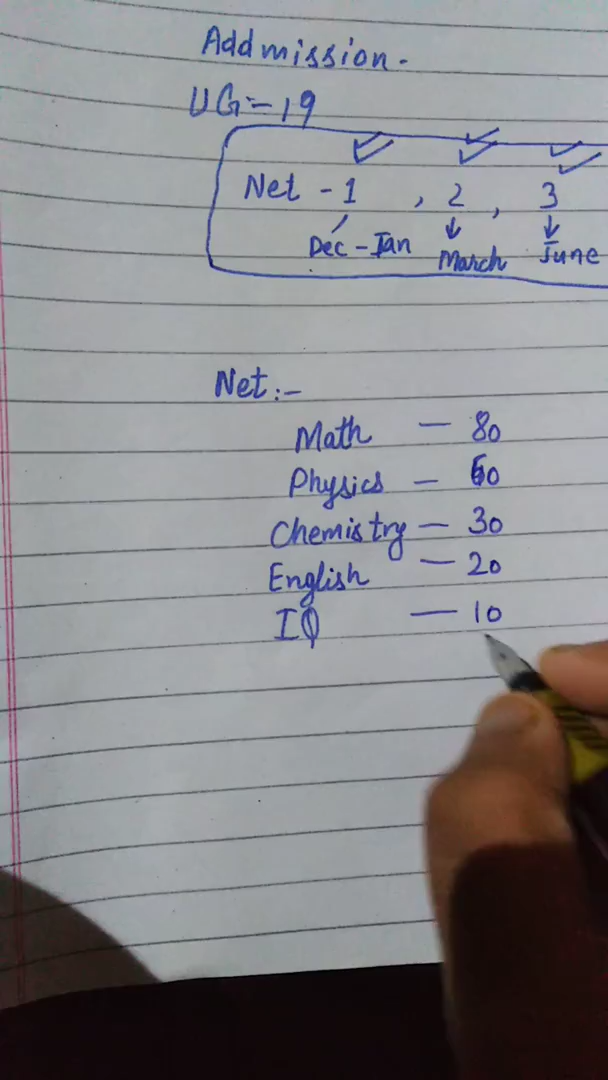 Addmission.
UG:-19
Net - 1 , 2 , 3
Dec-Jan March June
Net:-
Math — 80
Physics — 60
Chemistry — 30
English — 20
IQ — 10